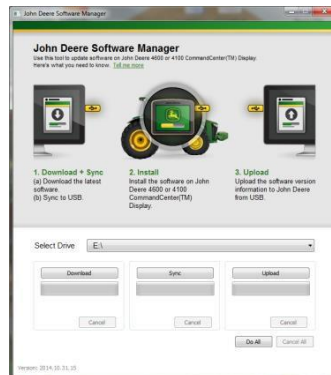 John Deere Software Manager
John Deere Software Manager
Use this tool to update software on John Deere 4600 or 4100 CommandCenter(TM) Display.
Here's what you need to know. Tell me more
1. Download + Sync
(a) Download the latest
software.
(b) Sync to USB.
2. Install
Install the software on John
Deere 4600 or 4100
CommandCenter(TM)
Display.
3. Upload
Upload the software version
information to John Deere
from USB.
Select Drive E:\
Download Sync Upload
Cancel Cancel Cancel
Do All Cancel All
Version: 2014.10.31.15